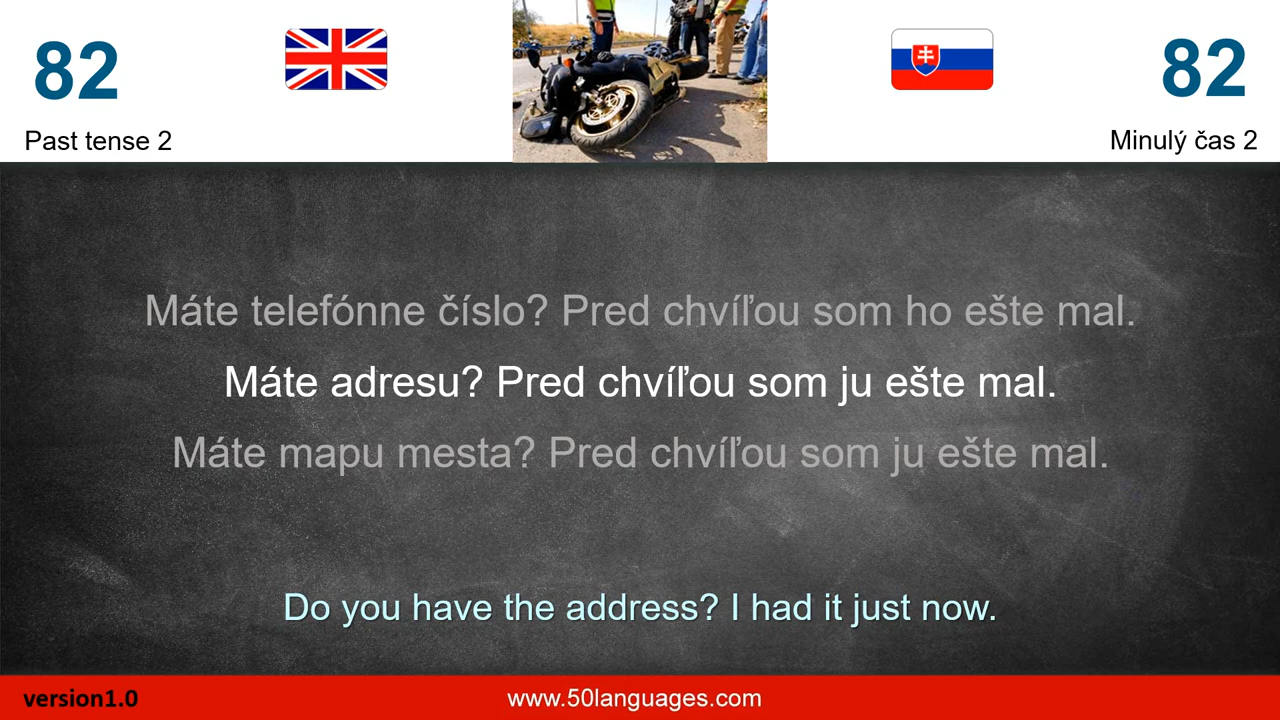 82
82
Past tense 2
Minulý čas 2
Máte telefónne číslo? Pred chvíľou som ho ešte mal.
Máte adresu? Pred chvíľou som ju ešte mal.
Máte mapu mesta? Pred chvíľou som ju ešte mal.
Do you have the address? I had it just now.
version1.0
www.50languages.com